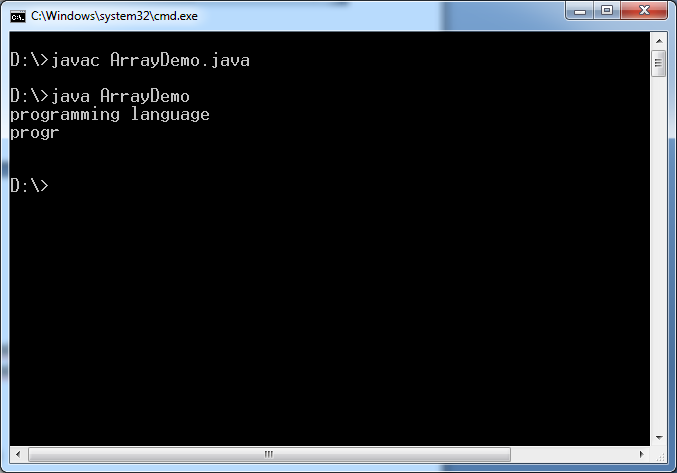 C:\Windows\system32\cmd.exe
D:\>javac ArrayDemo.java
D:\>java ArrayDemo
programming language
progr
D:\>